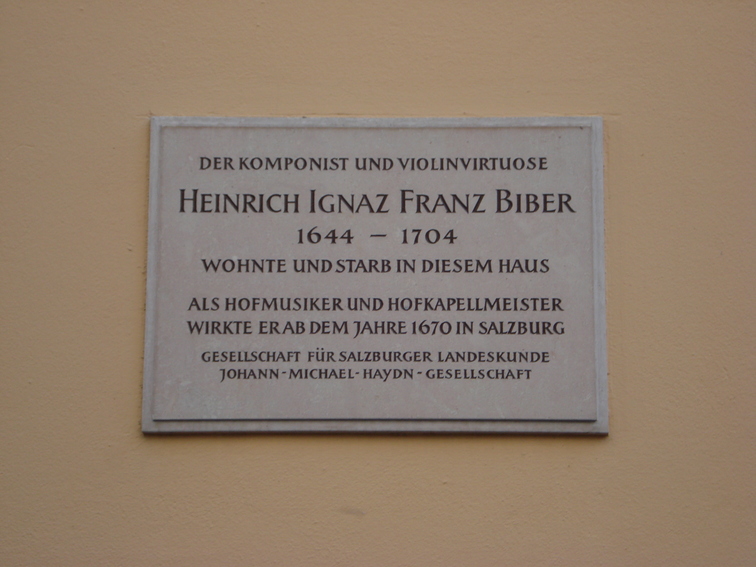 DER KOMPONIST UND VIOLINVIRTUOSE
HEINRICH IGNAZ FRANZ BIBER
1644 – 1704
WOHNTE UND STARB IN DIESEM HAUS
ALS HOFMUSIKER UND HOFKAPELLMEISTER
WIRKTE ER AB DEM JAHRE 1670 IN SALZBURG
GESELLSCHAFT FÜR SALZBURGER LANDESKUNDE
JOHANN-MICHAEL-HAYDN-GESELLSCHAFT